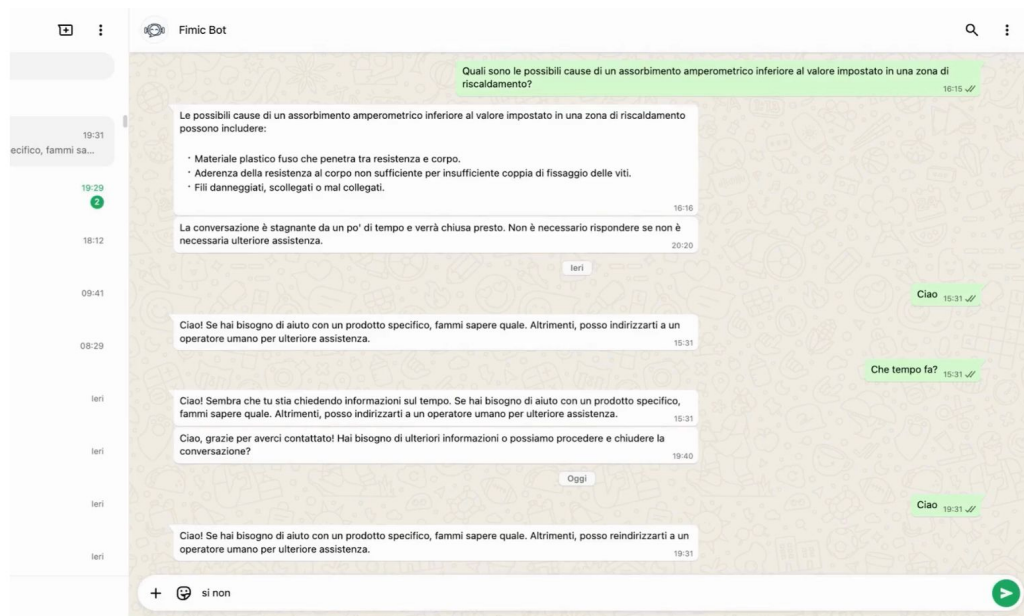 Fimic Bot
Quali sono le possibili cause di un assorbimento amperometrico inferiore al valore impostato in una zona di
riscaldamento?
16:15
Le possibili cause di un assorbimento amperometrico inferiore al valore impostato in una zona di riscaldamento
possono includere:
· Materiale plastico fuso che penetra tra resistenza e corpo.
· Aderenza della resistenza al corpo non sufficiente per insufficiente coppia di fissaggio delle viti.
· Fili danneggiati, scollegati o mal collegati.
16:16
La conversazione è stagnante da un po' di tempo e verrà chiusa presto. Non è necessario rispondere se non è
necessaria ulteriore assistenza.
20:20
Ieri
Ciao 15:31
Ciao! Se hai bisogno di aiuto con un prodotto specifico, fammi sapere quale. Altrimenti, posso indirizzarti a un
operatore umano per ulteriore assistenza.
15:31
Che tempo fa? 15:31
Ciao! Sembra che tu stia chiedendo informazioni sul tempo. Se hai bisogno di aiuto con un prodotto specifico,
fammi sapere quale. Altrimenti, posso indirizzarti a un operatore umano per ulteriore assistenza.
15:31
Ciao, grazie per averci contattato! Hai bisogno di ulteriori informazioni o possiamo procedere e chiudere la
conversazione?
19:40
Oggi
Ciao 19:31
Ciao! Se hai bisogno di aiuto con un prodotto specifico, fammi sapere quale. Altrimenti, posso reindirizzarti a un
operatore umano per ulteriore assistenza.
19:31
si non
19:31
ecifico, fammi sa...
19:29
2
18:12
09:41
08:29
Ieri
Ieri
Ieri
Ieri